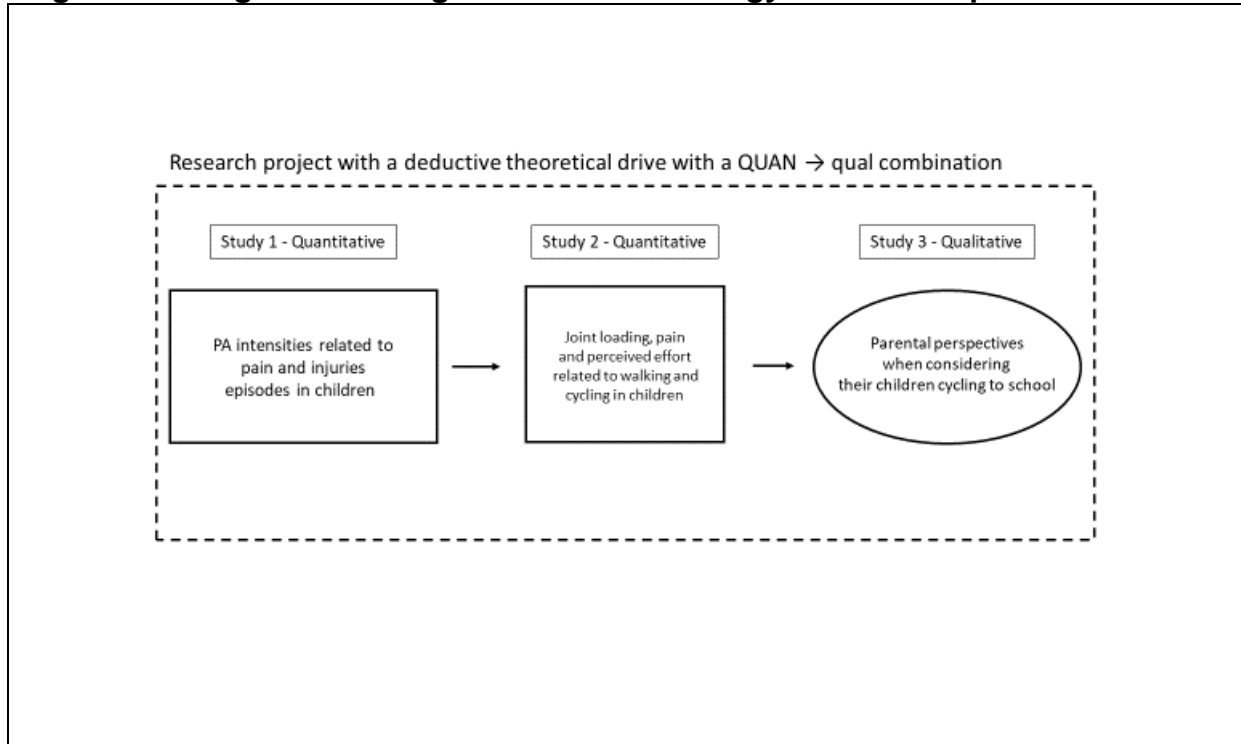 Research project with a deductive theoretical drive with a QUAN → qual combination
Study 1 - Quantitative
Study 2 - Quantitative
Study 3 - Qualitative
PA intensities related to
pain and injuries
episodes in children
Joint loading, pain
and perceived effort
related to walking and
cycling in children
Parental perspectives
when considering
their children cycling to school